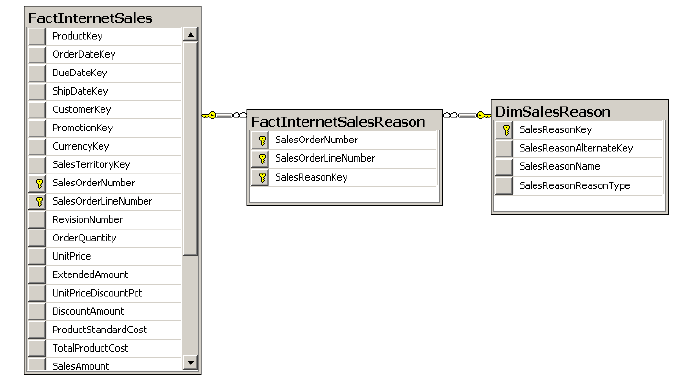 FactInternetSales
ProductKey
OrderDateKey
DueDateKey
ShipDateKey
CustomerKey
PromotionKey
CurrencyKey
SalesTerritoryKey
SalesOrderNumber
SalesOrderLineNumber
RevisionNumber
OrderQuantity
UnitPrice
ExtendedAmount
UnitPriceDiscountPct
DiscountAmount
ProductStandardCost
TotalProductCost
SalesAmount
FactInternetSalesReason
SalesOrderNumber
SalesOrderLineNumber
SalesReasonKey
DimSalesReason
SalesReasonKey
SalesReasonAlternateKey
SalesReasonName
SalesReasonReasonType